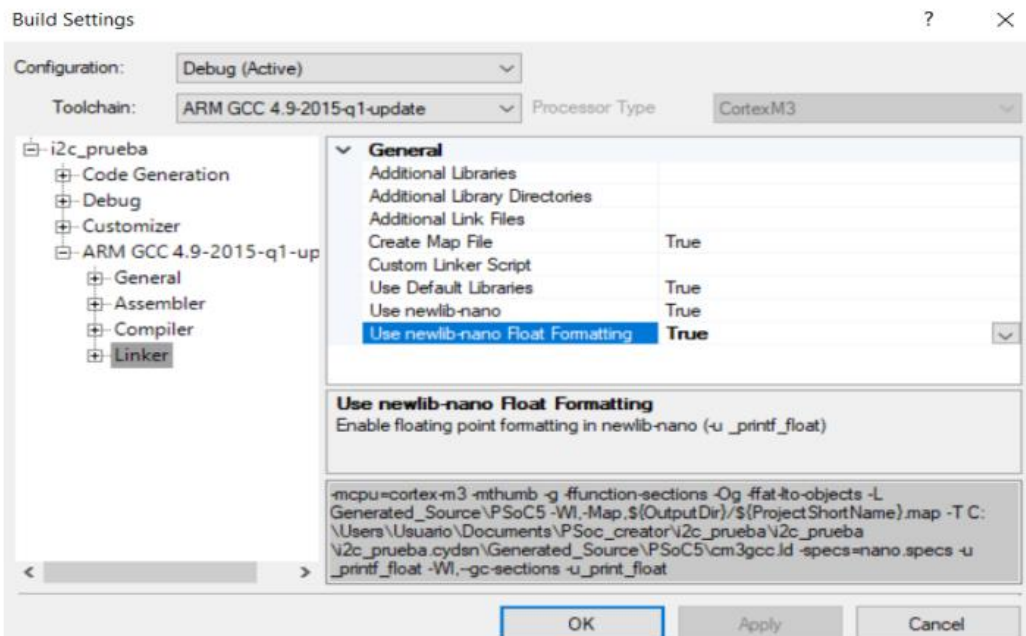 Build Settings
? ×
Configuration: Debug (Active)
Toolchain: ARM GCC 4.9-2015-q1-update Processor Type CortexM3
i2c_prueba
Code Generation
Debug
Customizer
ARM GCC 4.9-2015-q1-up
General
Assembler
Compiler
Linker
General
Additional Libraries
Additional Library Directories
Additional Link Files
Create Map File True
Custom Linker Script
Use Default Libraries True
Use newlib-nano True
Use newlib-nano Float Formatting True
Use newlib-nano Float Formatting
Enable floating point formatting in newlib-nano (-u _printf_float)
-mcpu=cortex-m3 -mthumb -g -ffunction-sections -Og -ffat-lto-objects -L
Generated_Source\PSoC5 -Wl,-Map,${OutputDir}/${ProjectShortName}.map -T C:
\Users\Usuario\Documents\PSoc_creator\i2c_prueba\i2c_prueba
\i2c_prueba.cydsn\Generated_Source\PSoC5\cm3gcc.ld -specs=nano.specs -u
_printf_float -Wl,--gc-sections -u_print_float
OK Apply Cancel